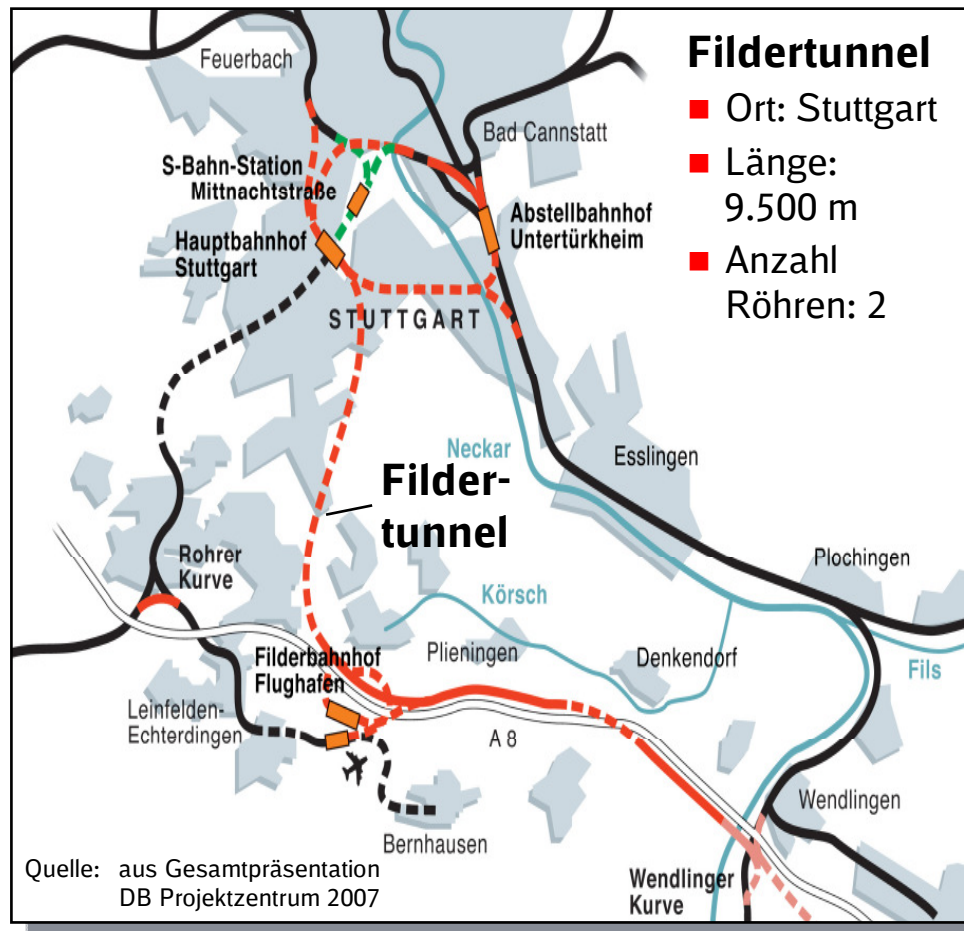 Fildertunnel
Ort: Stuttgart
Länge:
9.500 m
Anzahl
Röhren: 2
Feuerbach
Bad Cannstatt
S-Bahn-Station
Mittnachtstraße
Abstellbahnhof
Untertürkheim
Hauptbahnhof
Stuttgart
STUTTGART
Neckar
Esslingen
Filder-
tunnel
Plochingen
Rohrer
Kurve
Körsch
Filderbahnhof
Flughafen
Plieningen
Denkendorf
Fils
Leinfelden-
Echterdingen
A 8
Wendlingen
Bernhausen
Wendlinger
Kurve
Quelle: aus Gesamtpräsentation
DB Projektzentrum 2007